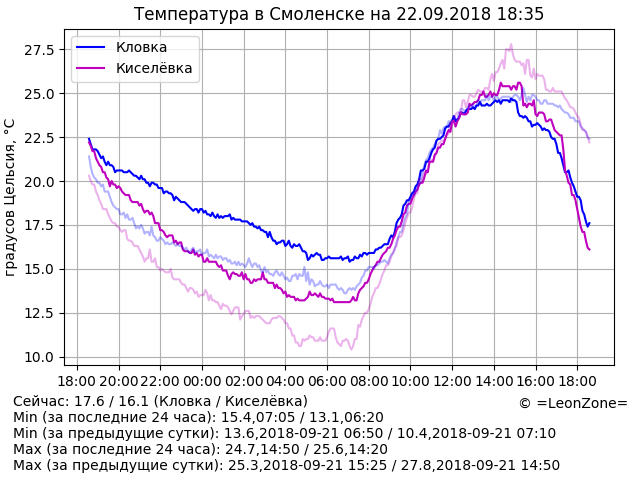 Температура в Смоленске на 22.09.2018 18:35
градусов Цельсия, °C
27.5
25.0
22.5
20.0
17.5
15.0
12.5
10.0
Кловка
Киселёвка
18:00 20:00 22:00 00:00 02:00 04:00 06:00 08:00 10:00 12:00 14:00 16:00 18:00
Сейчас: 17.6 / 16.1 (Кловка / Киселёвка)
© =LeonZone=
Min (за последние 24 часа): 15.4,07:05 / 13.1,06:20
Min (за предыдущие сутки): 13.6,2018-09-21 06:50 / 10.4,2018-09-21 07:10
Max (за последние 24 часа): 24.7,14:50 / 25.6,14:20
Max (за предыдущие сутки): 25.3,2018-09-21 15:25 / 27.8,2018-09-21 14:50